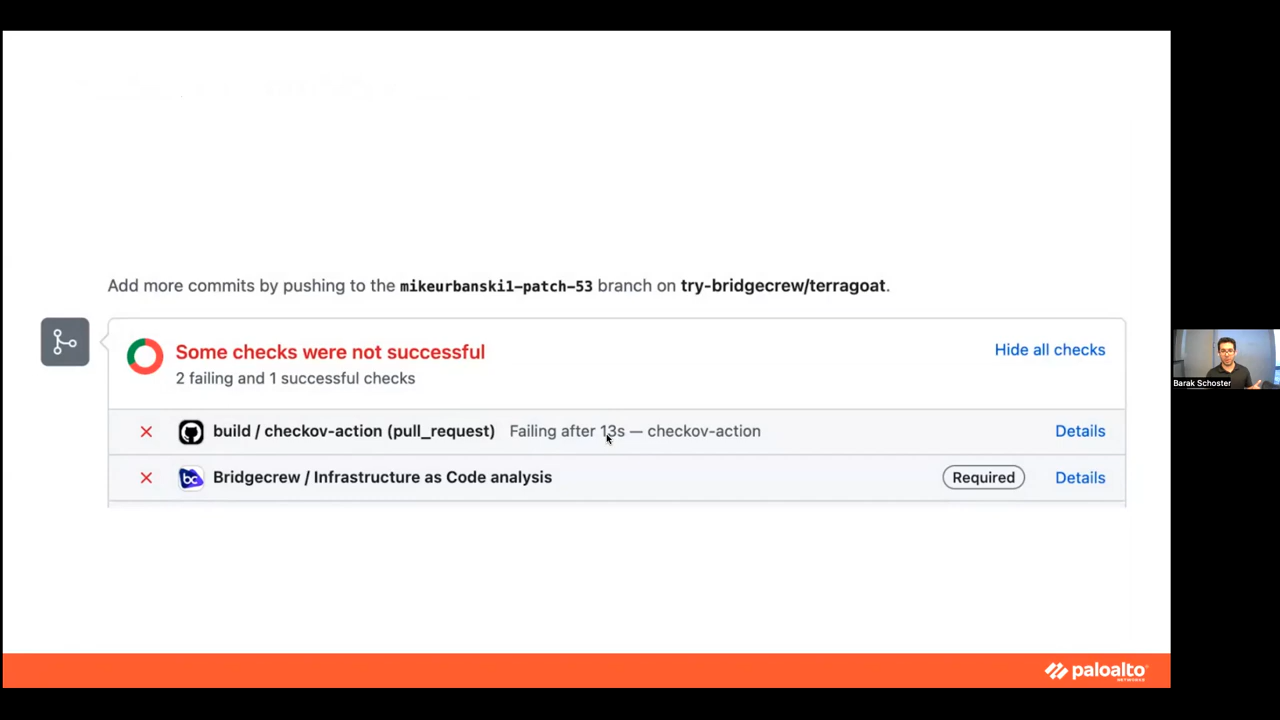 Add more commits by pushing to the mikeurbanski1-patch-53 branch on try-bridgecrew/terragoat.
Some checks were not successful
Hide all checks
2 failing and 1 successful checks
build / checkov-action (pull_request) Failing after 13s — checkov-action Details
bc Bridgecrew / Infrastructure as Code analysis Required Details
Barak Schoster
paloalto
NETWORKS